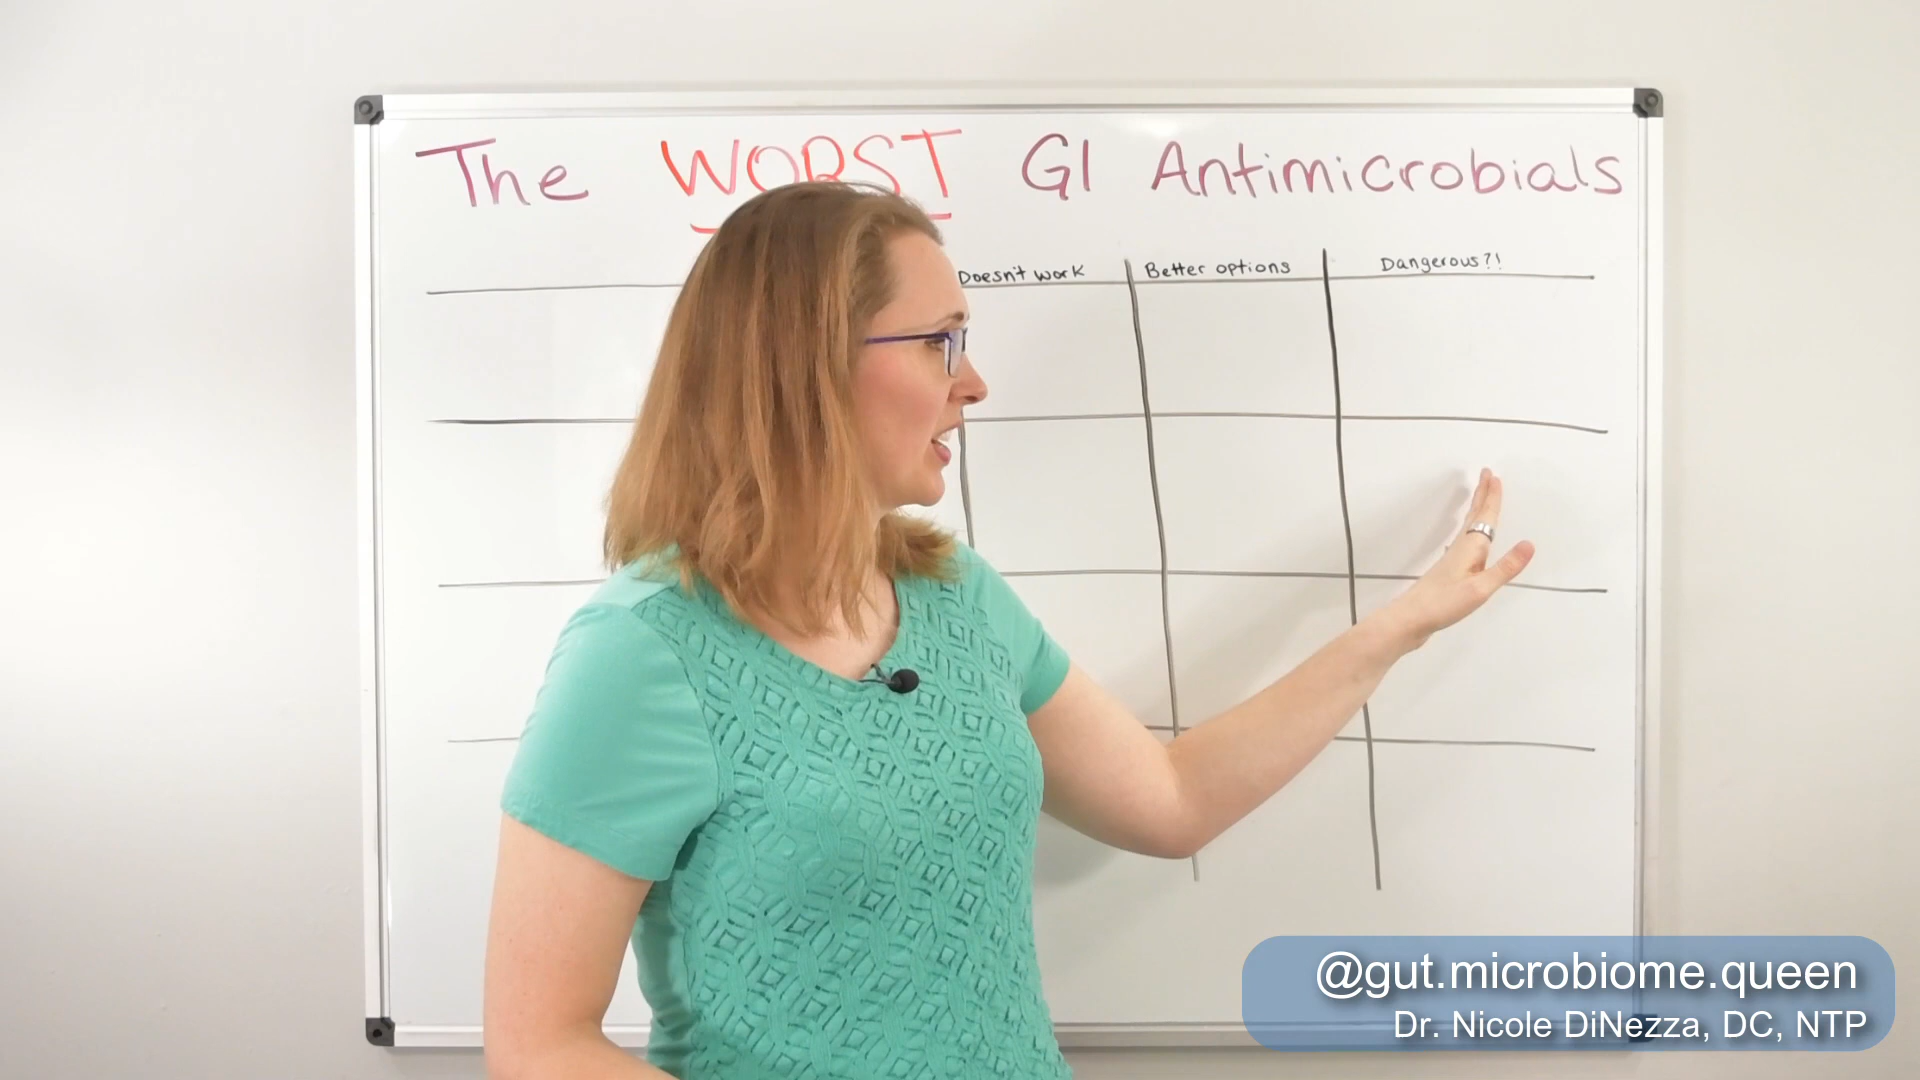 The WORST GI Antimicrobials
Doesn't work Better options Dangerous?!
@gut.microbiome.queen
Dr. Nicole DiNezza, DC, NTP